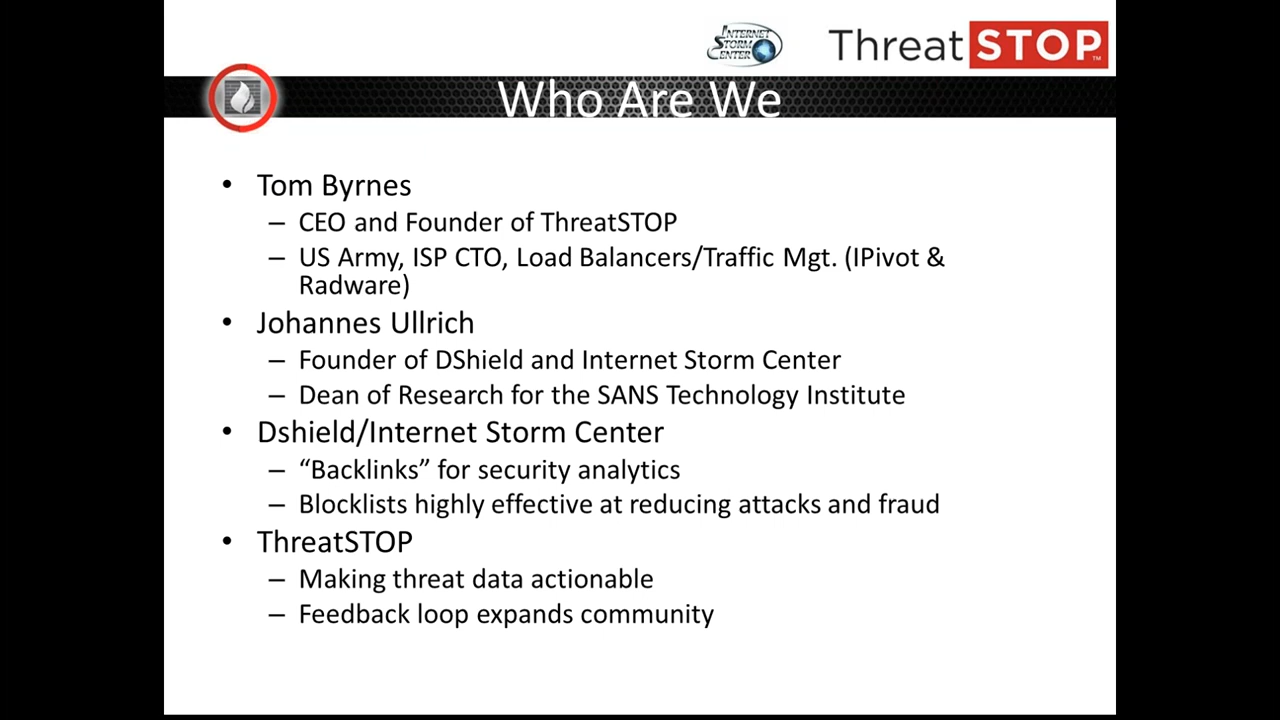 INTERNET
STORM
CENTER
ThreatSTOP™
Who Are We
• Tom Byrnes
– CEO and Founder of ThreatSTOP
– US Army, ISP CTO, Load Balancers/Traffic Mgt. (IPivot &
Radware)
• Johannes Ullrich
– Founder of DShield and Internet Storm Center
– Dean of Research for the SANS Technology Institute
• Dshield/Internet Storm Center
– “Backlinks” for security analytics
– Blocklists highly effective at reducing attacks and fraud
• ThreatSTOP
– Making threat data actionable
– Feedback loop expands community